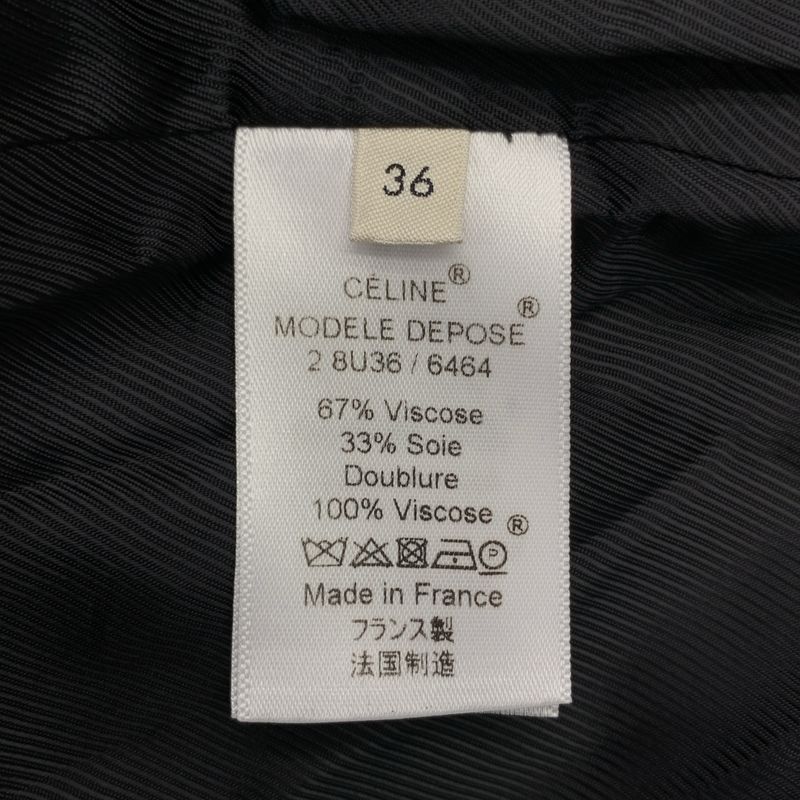 36
CÉLINE®
MODELE DEPOSE®
2 8U36 / 6464
67% Viscose
33% Soie
Doublure
100% Viscose
®
P
Made in France
フランス製
法国制造